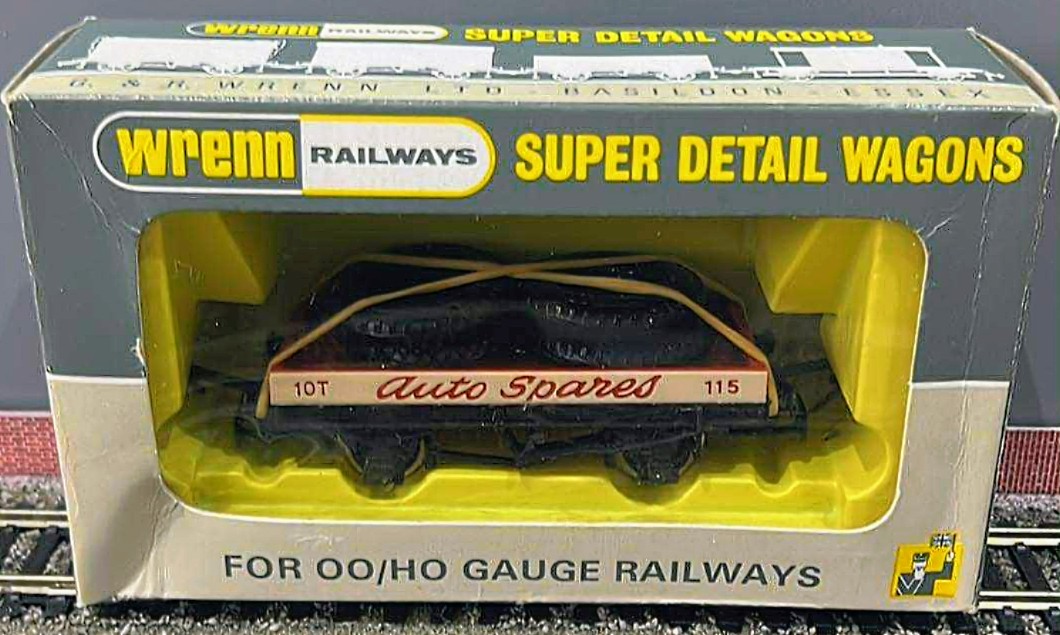 wrenn RAILWAYS SUPER DETAIL WAGONS
G. & R. WRENN LTD - BASILDON - ESSEX
wrenn RAILWAYS SUPER DETAIL WAGONS
10T Auto Spares 115
FOR OO/HO GAUGE RAILWAYS